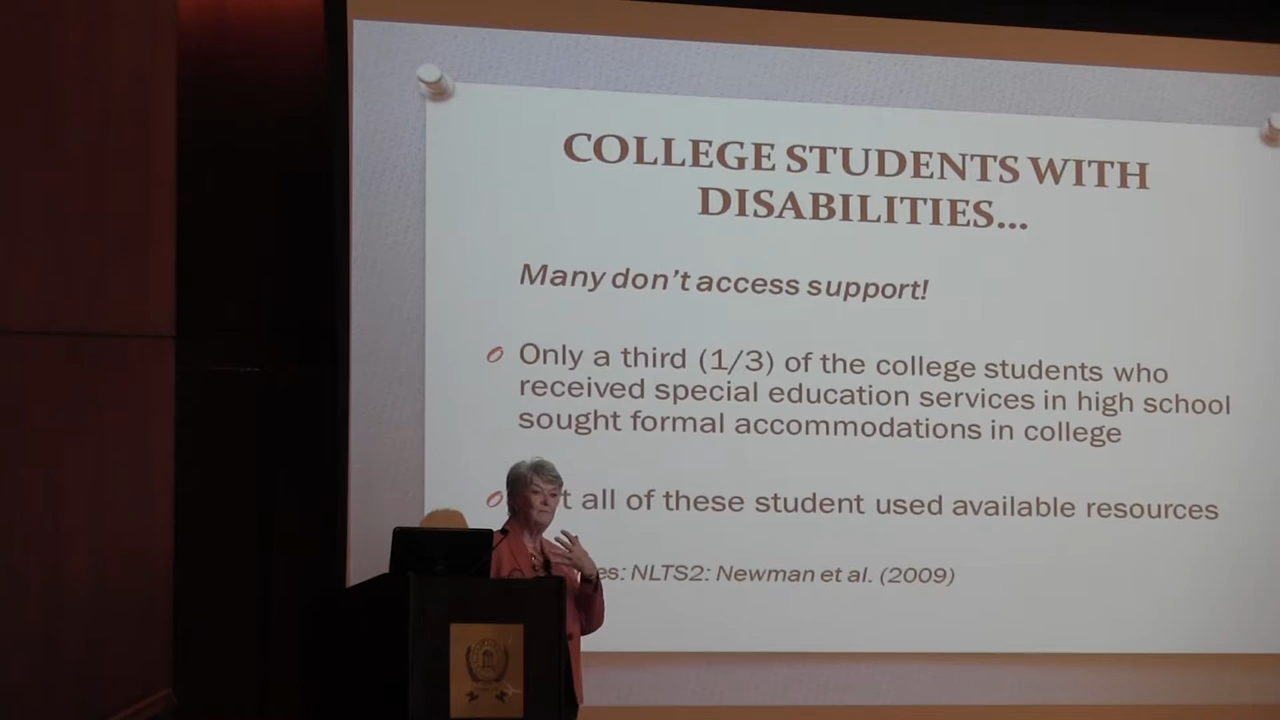 COLLEGE STUDENTS WITH
DISABILITIES...
Many don't access support!
Only a third (1/3) of the college students who
received special education services in high school
sought formal accommodations in college
all of these student used available resources
NLTS2: Newman et al. (2009)